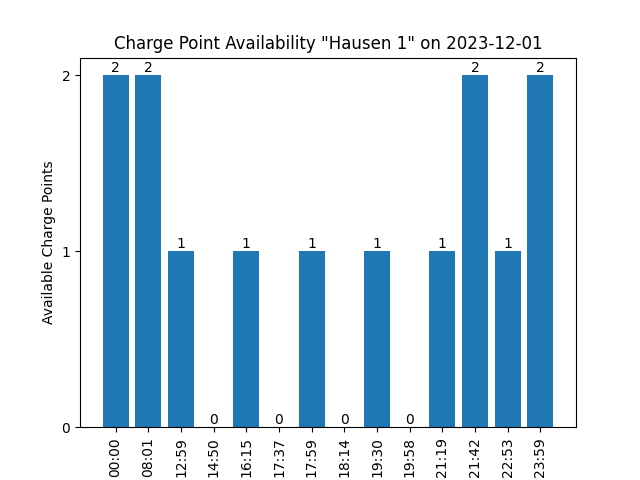 Charge Point Availability "Hausen 1" on 2023-12-01
Available Charge Points
2
1
0
2 2 1 0 1 0 1 0 1 0 1 2 1 2
00:00 08:01 12:59 14:50 16:15 17:37 17:59 18:14 19:30 19:58 21:19 21:42 22:53 23:59